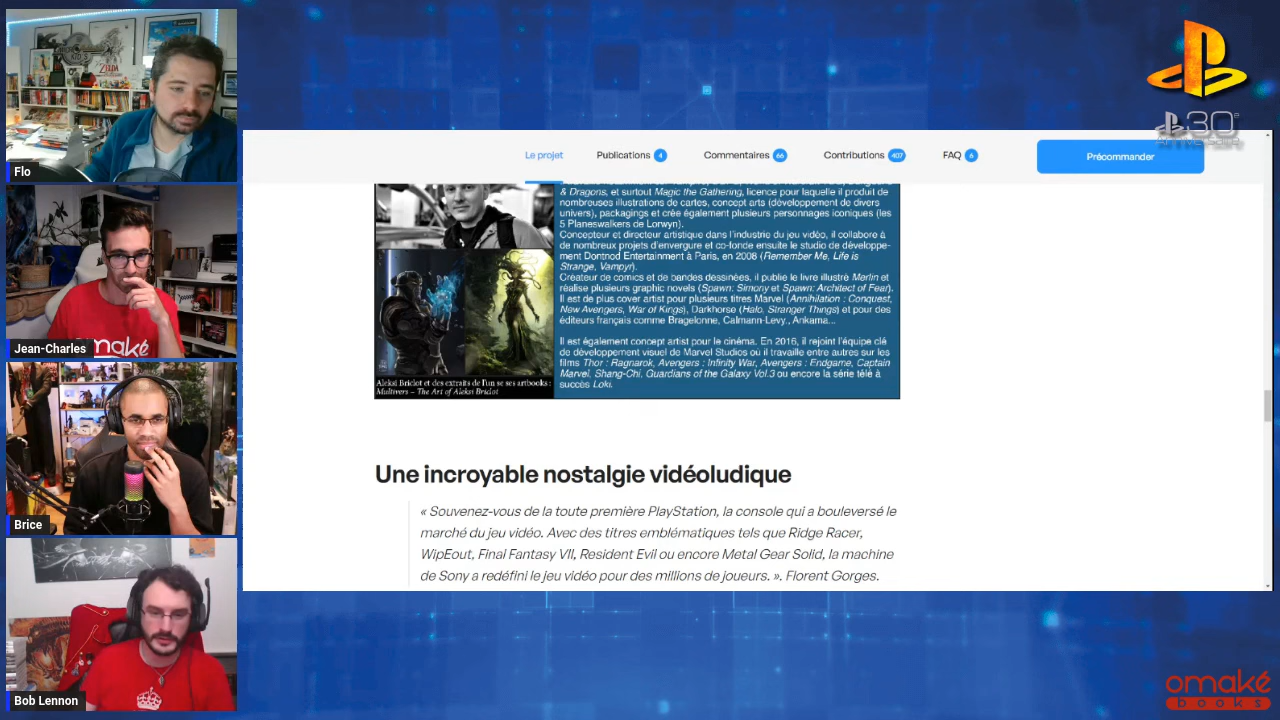 Flo
Jean-Charles
Brice
Bob Lennon
Le projet
Publications 4
Commentaires 66
Contributions 407
FAQ 6
Précommander
& Dragons, et surtout Magic the Gathering, licence pour laquelle il produit de
nombreuses illustrations de cartes, concept arts (développement de divers
univers), packagings et crée également plusieurs personnages iconiques (les
5 Planeswalkers de Lorwyn).
Concepteur et directeur artistique dans l'industrie du jeu vidéo, il collabore à
de nombreux projets d'envergure et co-fonde ensuite le studio de développe-
ment Dontnod Entertainment à Paris, en 2008 (Remember Me, Life is
Strange, Vampyr).
Créateur de comics et de bandes dessinées, il publie le livre illustré Merlin et
réalise plusieurs graphic novels (Spawn: Simony et Spawn: Architect of Fear).
Il est de plus cover artist pour plusieurs titres Marvel (Annihilation : Conquest,
New Avengers, War of Kings), Darkhorse (Halo, Stranger Things) et pour des
éditeurs français comme Bragelonne, Calmann-Levy., Ankama...
Il est également concept artist pour le cinéma. En 2016, il rejoint l'équipe clé
de développement visuel de Marvel Studios où il travaille entre autres sur les
films Thor : Ragnarok, Avengers : Infinity War, Avengers : Endgame, Captain
Marvel, Shang-Chi, Guardians of the Galaxy Vol.3 ou encore la série télé à
succès Loki.
Aleksi Briclot et des extraits de l'un se ses artbooks :
Multivers – The Art of Aleksi Briclot
Une incroyable nostalgie vidéoludique
« Souvenez-vous de la toute première PlayStation, la console qui a bouleversé le
marché du jeu vidéo. Avec des titres emblématiques tels que Ridge Racer,
WipEout, Final Fantasy VII, Resident Evil ou encore Metal Gear Solid, la machine
de Sony a redéfini le jeu vidéo pour des millions de joueurs. ». Florent Gorges.
30e
omaké
books